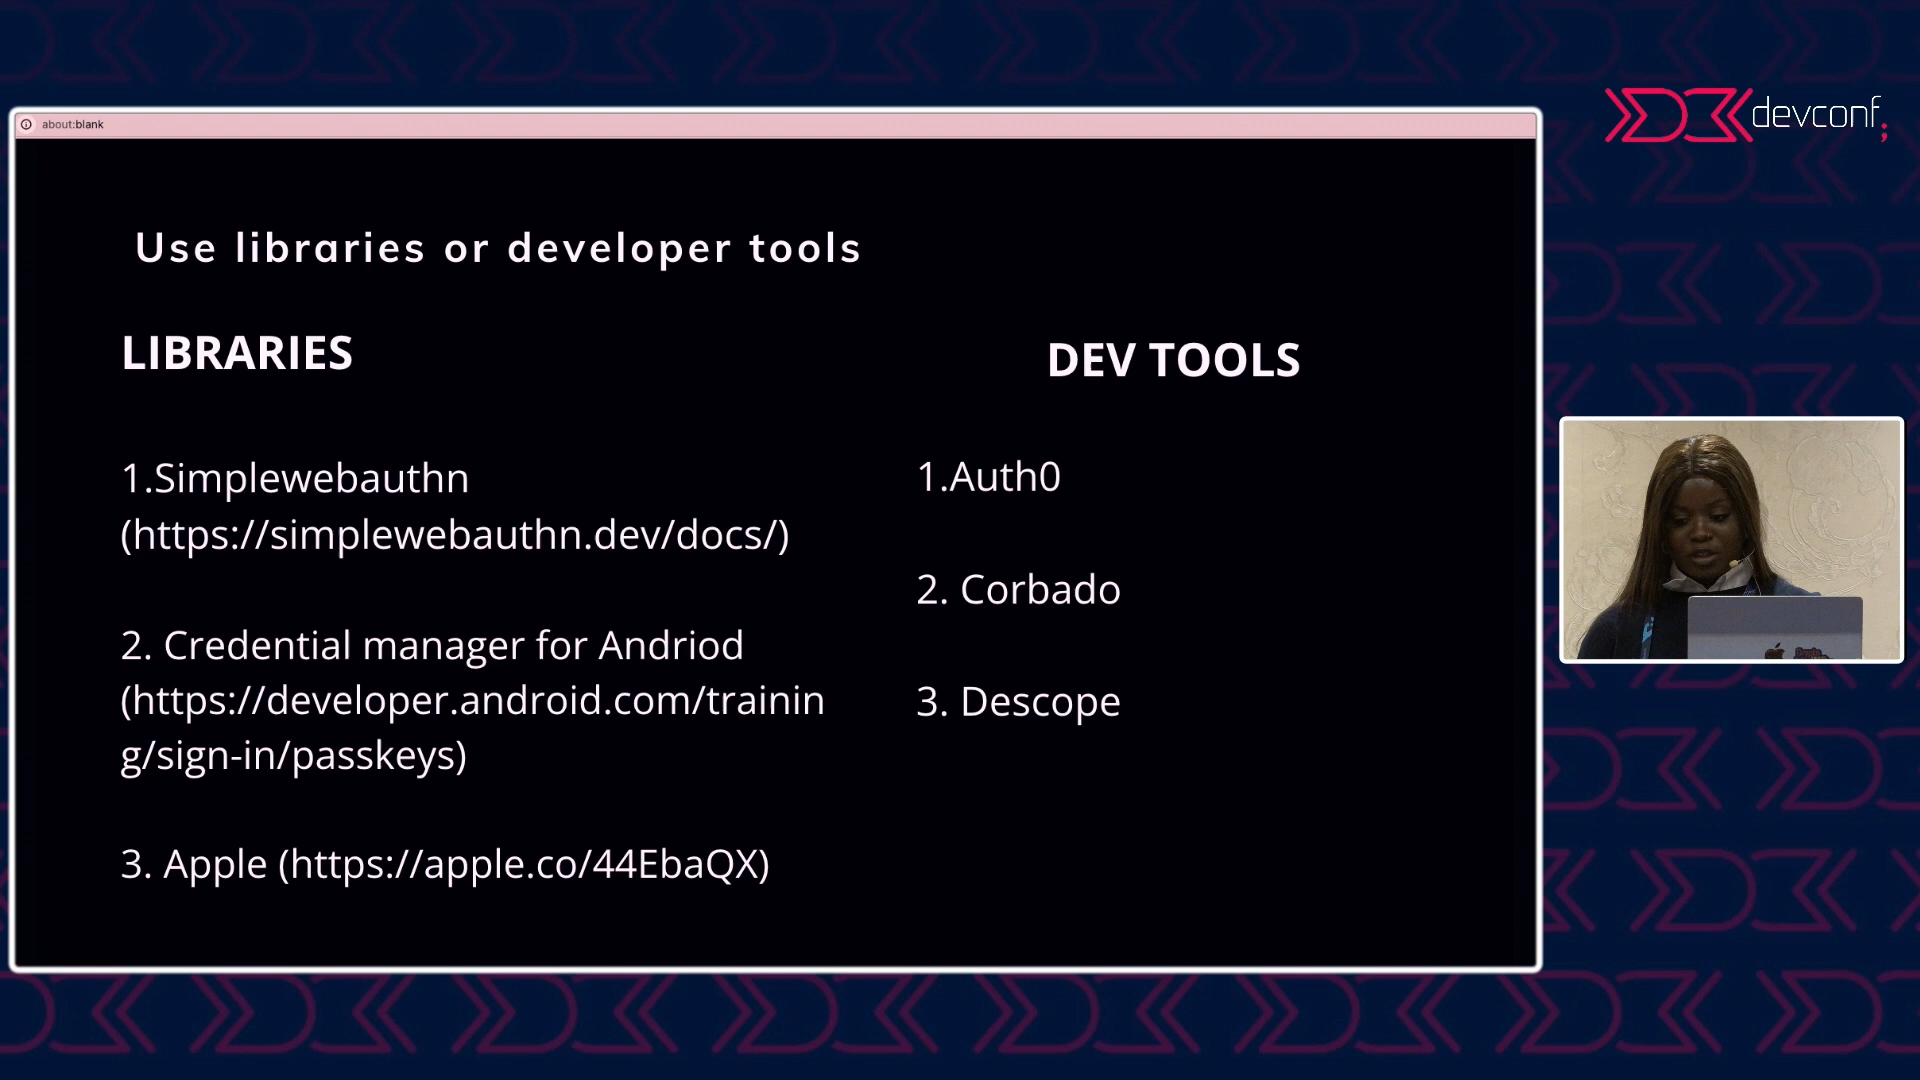 about:blank
devconf;
Use libraries or developer tools
LIBRARIES
1.Simplewebauthn
(https://simplewebauthn.dev/docs/)
2. Credential manager for Andriod
(https://developer.android.com/trainin
g/sign-in/passkeys)
3. Apple (https://apple.co/44EbaQX)
DEV TOOLS
1.Auth0
2. Corbado
3. Descope